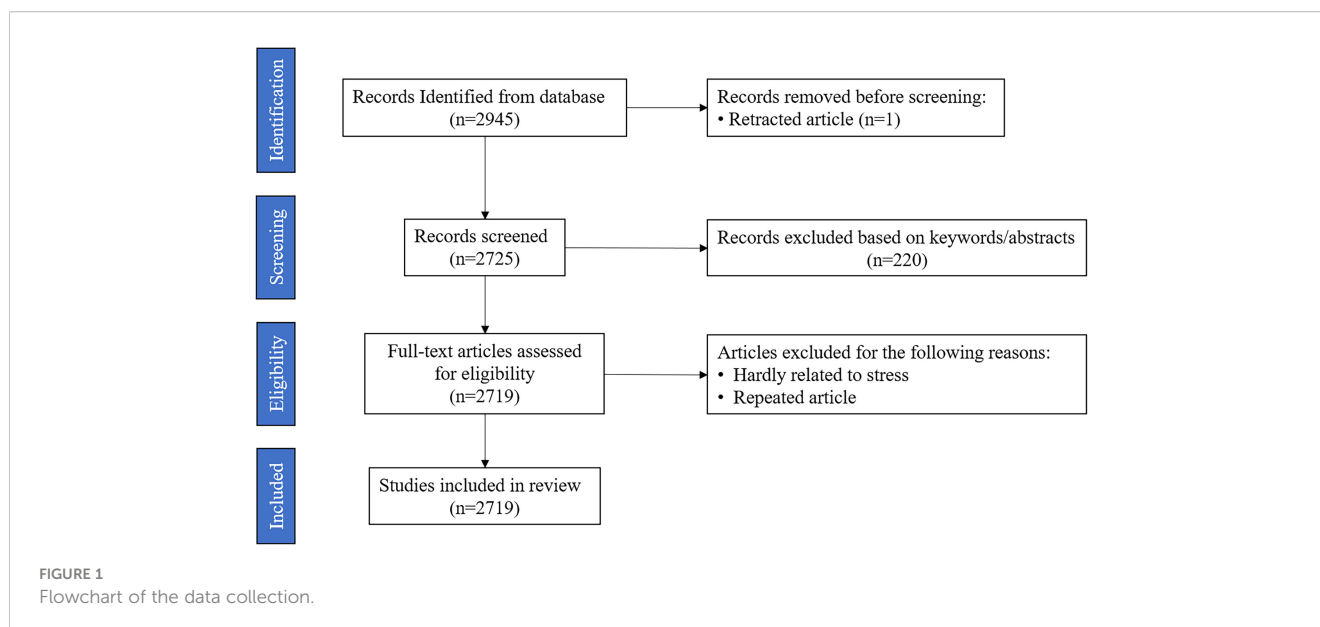 Identification
Records Identified from database
(n=2945)
Records removed before screening:
• Retracted article (n=1)
Screening
Records screened
(n=2725)
Records excluded based on keywords/abstracts
(n=220)
Eligibility
Full-text articles assessed
for eligibility
(n=2719)
Articles excluded for the following reasons:
• Hardly related to stress
• Repeated article
Included
Studies included in review
(n=2719)
FIGURE 1
Flowchart of the data collection.